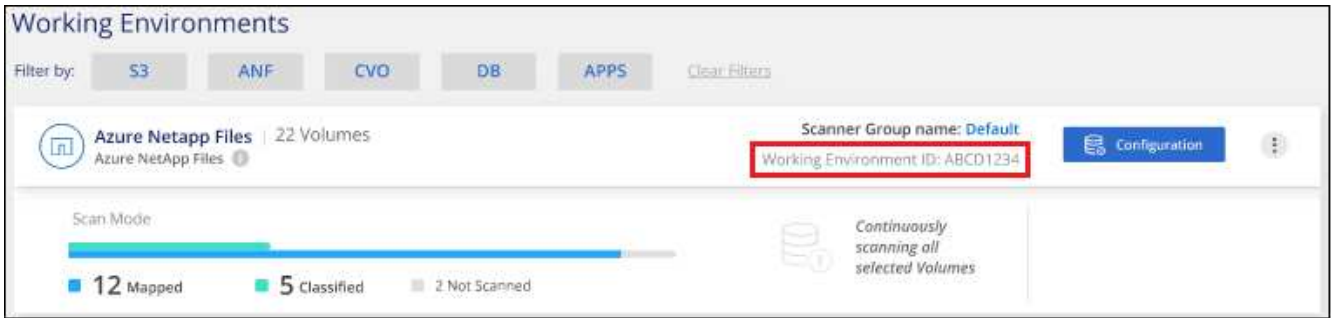 Working Environments
Filter by: S3 ANF CVO DB APPS Clear Filters
Azure Netapp Files | 22 Volumes
Azure NetApp Files
Scanner Group name: Default
Working Environment ID: ABCD1234
Configuration
Scan Mode
12 Mapped 5 Classified 2 Not Scanned
Continuously
scanning all
selected Volumes